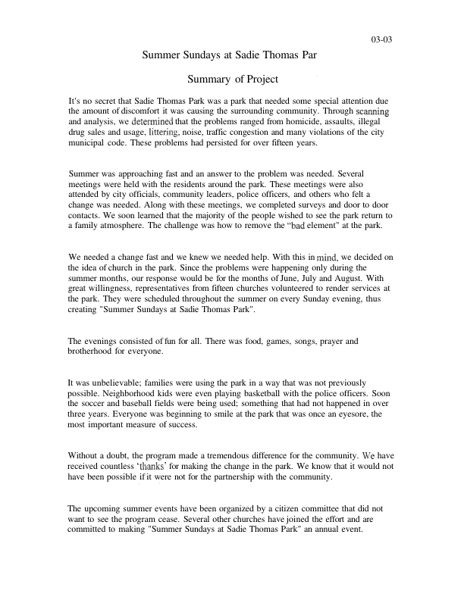 03-03
Summer Sundays at Sadie Thomas Par
Summary of Project
It's no secret that Sadie Thomas Park was a park that needed some special attention due
the amount of discomfort it was causing the surrounding community. Through scanning
and analysis, we determined that the problems ranged from homicide, assaults, illegal
drug sales and usage, littering, noise, traffic congestion and many violations of the city
municipal code. These problems had persisted for over fifteen years.
Summer was approaching fast and an answer to the problem was needed. Several
meetings were held with the residents around the park. These meetings were also
attended by city officials, community leaders, police officers, and others who felt a
change was needed. Along with these meetings, we completed surveys and door to door
contacts. We soon learned that the majority of the people wished to see the park return to
a family atmosphere. The challenge was how to remove the “bad element" at the park.
We needed a change fast and we knew we needed help. With this in mind, we decided on
the idea of church in the park. Since the problems were happening only during the
summer months, our response would be for the months of June, July and August. With
great willingness, representatives from fifteen churches volunteered to render services at
the park. They were scheduled throughout the summer on every Sunday evening, thus
creating "Summer Sundays at Sadie Thomas Park".
The evenings consisted of fun for all. There was food, games, songs, prayer and
brotherhood for everyone.
It was unbelievable; families were using the park in a way that was not previously
possible. Neighborhood kids were even playing basketball with the police officers. Soon
the soccer and baseball fields were being used; something that had not happened in over
three years. Everyone was beginning to smile at the park that was once an eyesore, the
most important measure of success.
Without a doubt, the program made a tremendous difference for the community. We have
received countless ‘thanks’ for making the change in the park. We know that it would not
have been possible if it were not for the partnership with the community.
The upcoming summer events have been organized by a citizen committee that did not
want to see the program cease. Several other churches have joined the effort and are
committed to making "Summer Sundays at Sadie Thomas Park" an annual event.